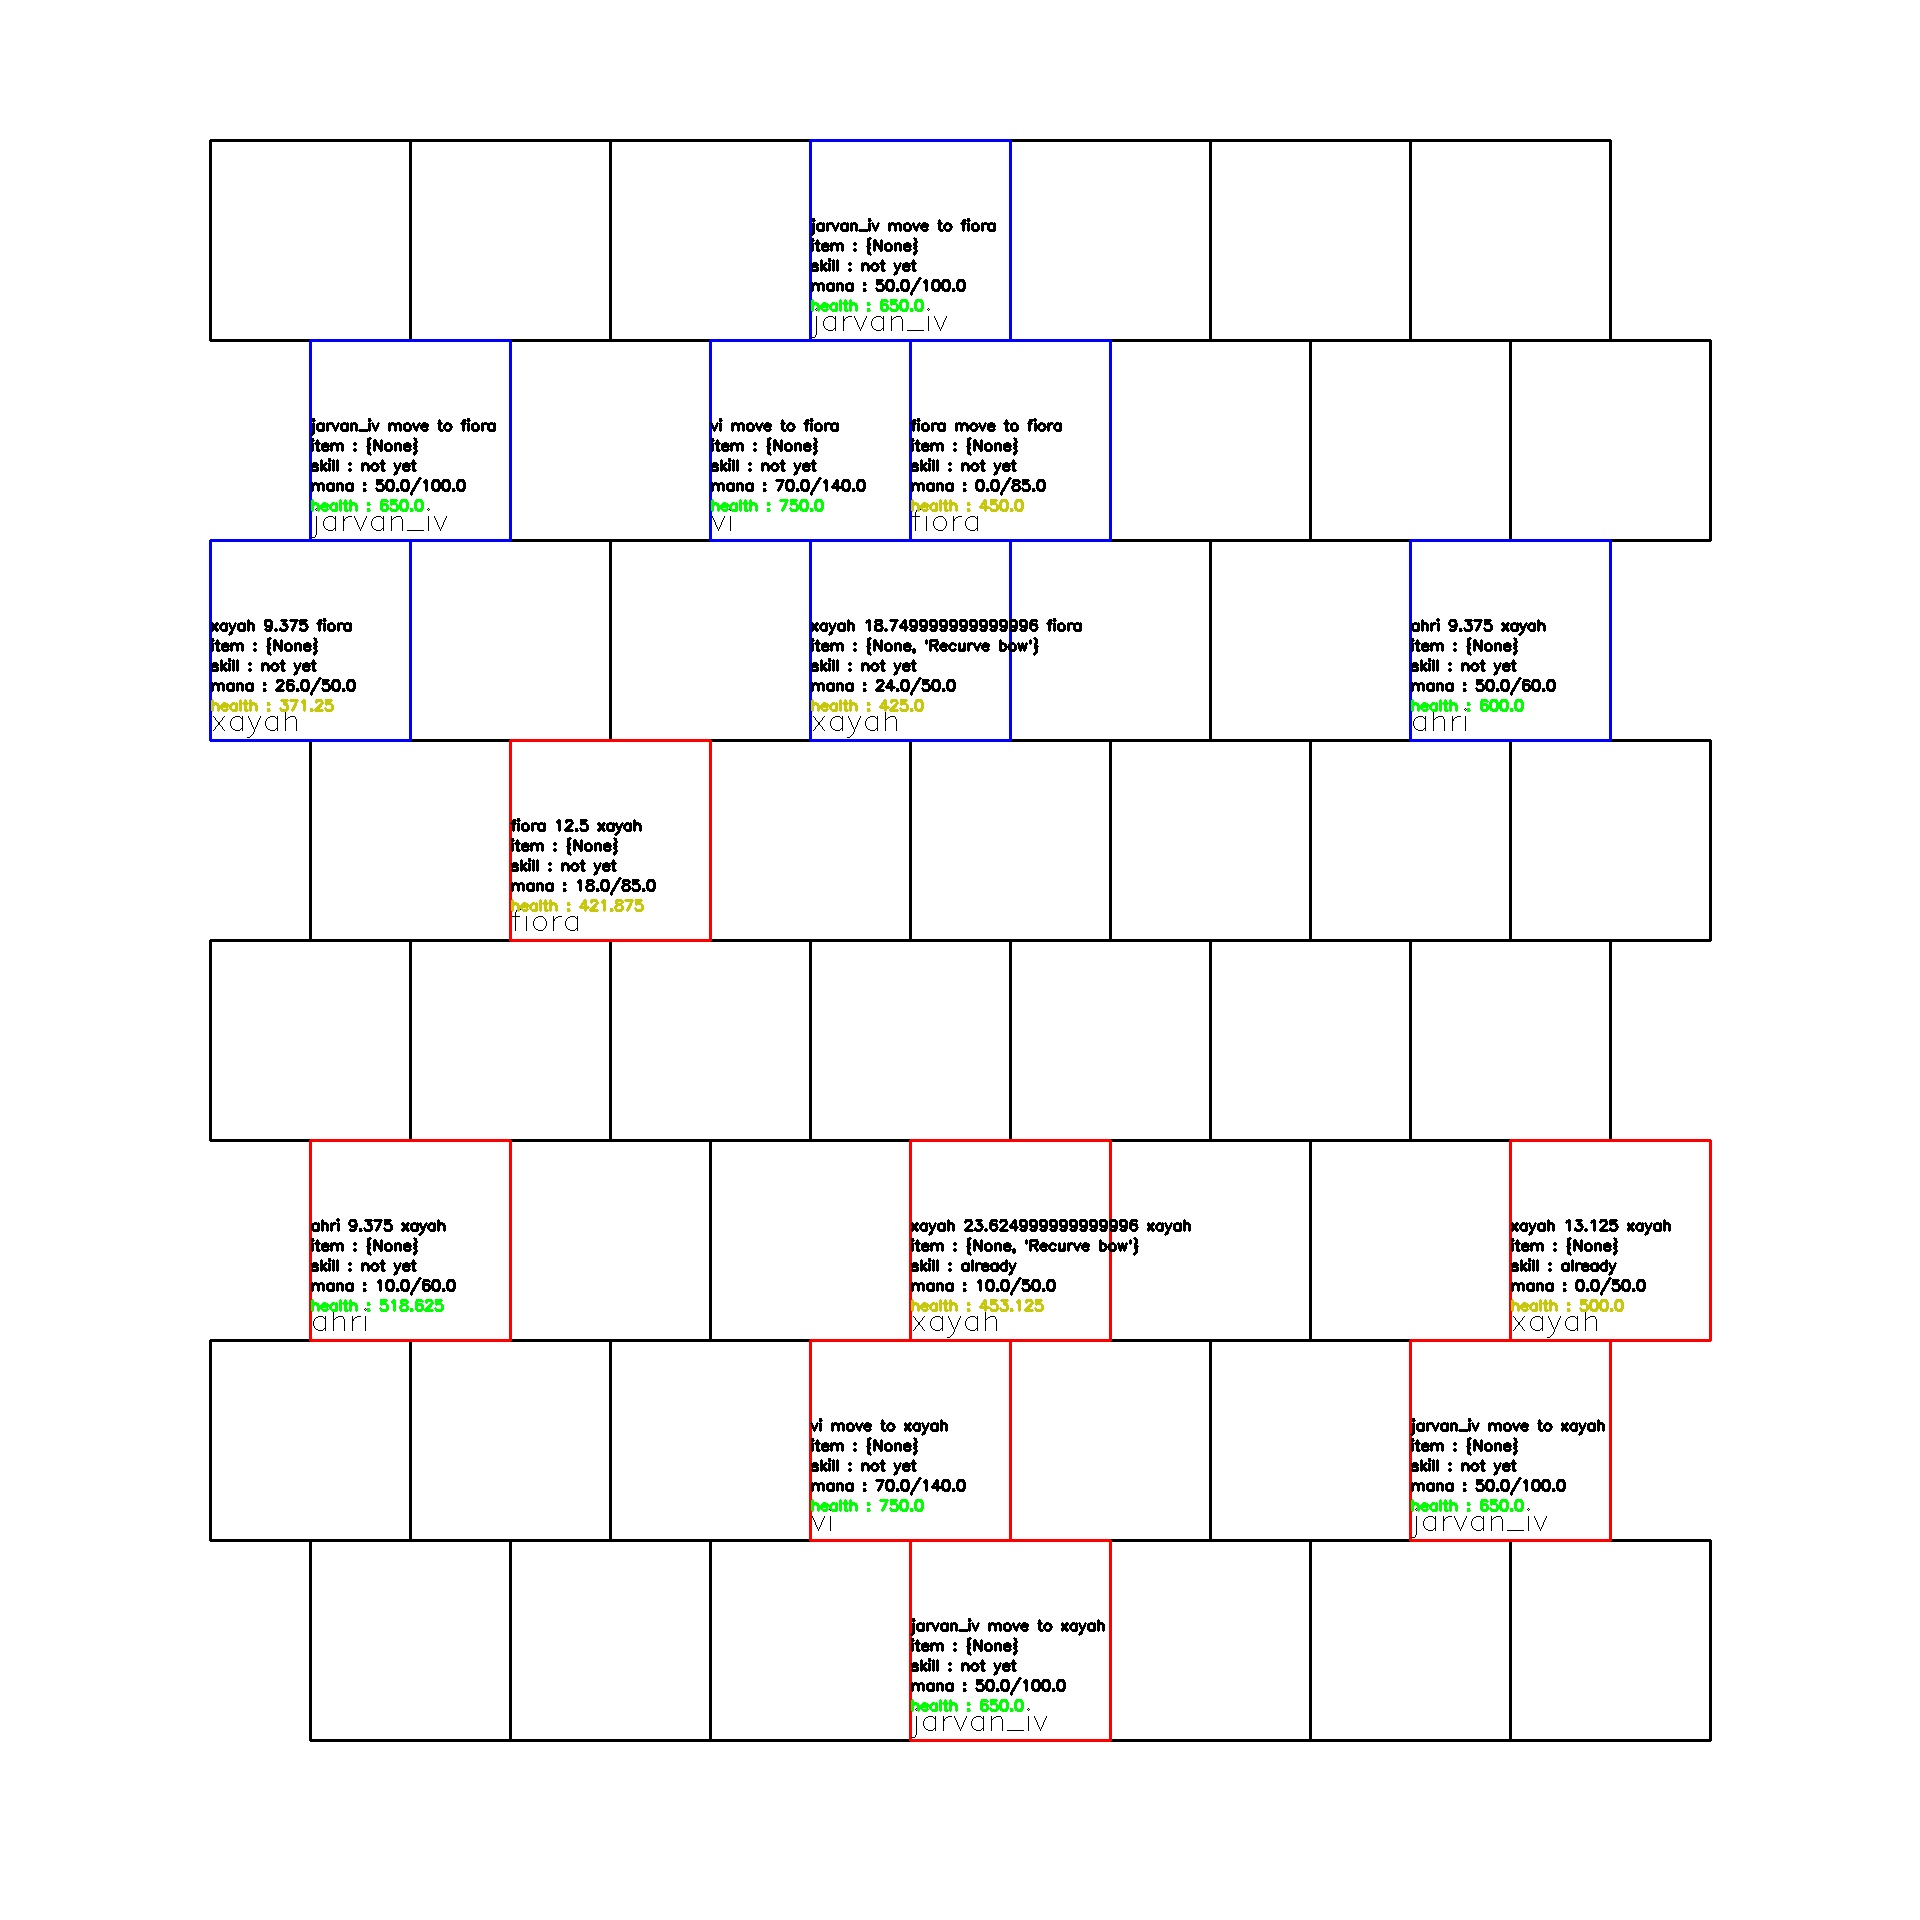 jarvan_iv move to fiora
item : {None}
skill : not yet
mana : 50.0/100.0
health : 650.0
jarvan_iv
jarvan_iv move to fiora
item : {None}
skill : not yet
mana : 50.0/100.0
health : 650.0
jarvan_iv
vi move to fiora
item : {None}
skill : not yet
mana : 70.0/140.0
health : 750.0
vi
fiora move to fiora
item : {None}
skill : not yet
mana : 0.0/85.0
health : 450.0
fiora
xayah 9.375 fiora
item : {None}
skill : not yet
mana : 26.0/50.0
health : 371.25
xayah
xayah 18.749999999999996 fiora
item : {None, 'Recurve bow'}
skill : not yet
mana : 24.0/50.0
health : 425.0
xayah
ahri 9.375 xayah
item : {None}
skill : not yet
mana : 50.0/60.0
health : 600.0
ahri
fiora 12.5 xayah
item : {None}
skill : not yet
mana : 18.0/85.0
health : 421.875
fiora
ahri 9.375 xayah
item : {None}
skill : not yet
mana : 10.0/60.0
health : 518.625
ahri
xayah 23.624999999999996 xayah
item : {None, 'Recurve bow'}
skill : already
mana : 10.0/50.0
health : 453.125
xayah
xayah 13.125 xayah
item : {None}
skill : already
mana : 0.0/50.0
health : 500.0
xayah
vi move to xayah
item : {None}
skill : not yet
mana : 70.0/140.0
health : 750.0
vi
jarvan_iv move to xayah
item : {None}
skill : not yet
mana : 50.0/100.0
health : 650.0
jarvan_iv
jarvan_iv move to xayah
item : {None}
skill : not yet
mana : 50.0/100.0
health : 650.0
jarvan_iv